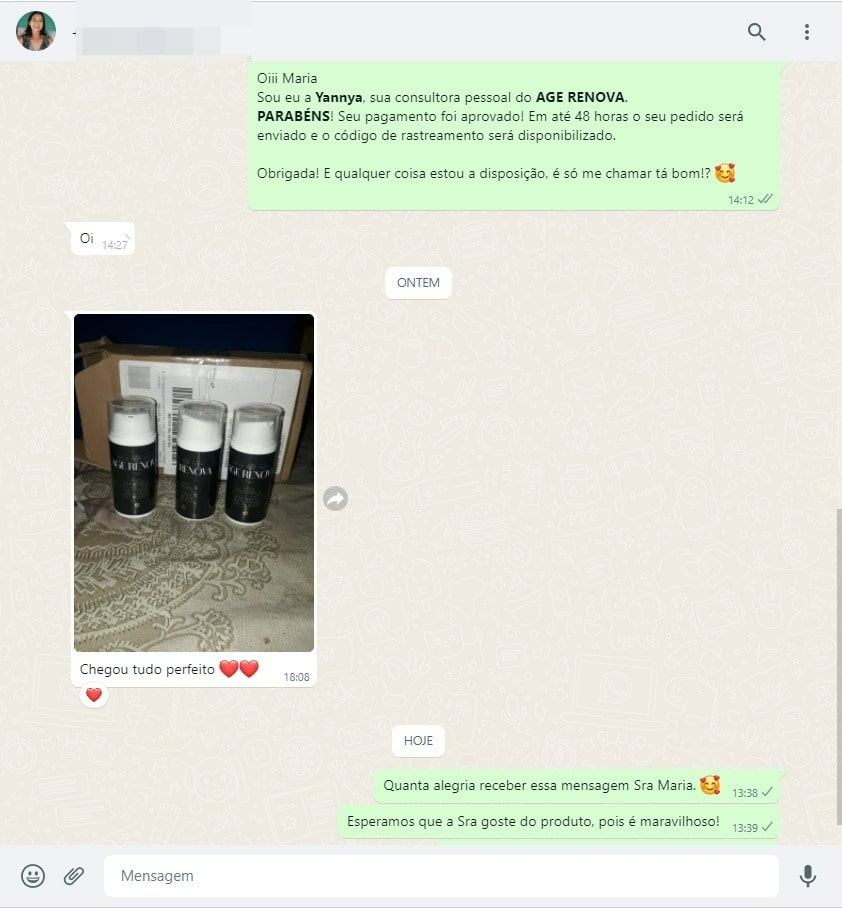 Oiii Maria
Sou eu a Yannya, sua consultora pessoal do AGE RENOVA.
PARABÉNS! Seu pagamento foi aprovado! Em até 48 horas o seu pedido será
enviado e o código de rastreamento será disponibilizado.
Obrigada! E qualquer coisa estou a disposição, é só me chamar tá bom!? 🥰
14:12
Oi 14:27
ONTEM
AGE RENOVA
RENOVA
AGE RENOVA
Chegou tudo perfeito ❤️❤️
18:08
❤️
HOJE
Quanta alegria receber essa mensagem Sra Maria. 🥰 13:38
Esperamos que a Sra goste do produto, pois é maravilhoso! 13:39
Mensagem